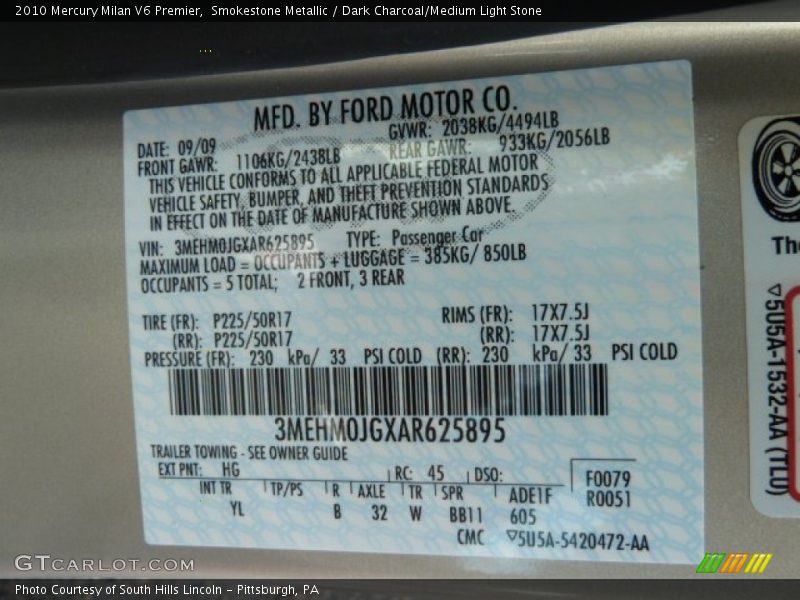 2010 Mercury Milan V6 Premier,  Smokestone Metallic / Dark Charcoal/Medium Light Stone
MFD. BY FORD MOTOR CO.
DATE: 09/09 GVWR: 2038KG/4494LB
FRONT GAWR: 1106KG/2438LB REAR GAWR: 933KG/2056LB
THIS VEHICLE CONFORMS TO ALL APPLICABLE FEDERAL MOTOR
VEHICLE SAFETY, BUMPER, AND THEFT PREVENTION STANDARDS
IN EFFECT ON THE DATE OF MANUFACTURE SHOWN ABOVE.
VIN: 3MEHM0JGXAR625895 TYPE: Passenger Car
MAXIMUM LOAD = OCCUPANTS + LUGGAGE = 385KG/ 850LB
OCCUPANTS = 5 TOTAL; 2 FRONT, 3 REAR
TIRE (FR): P225/50R17 RIMS (FR): 17X7.5J
(RR): P225/50R17 (RR): 17X7.5J
PRESSURE (FR): 230 kPa/ 33 PSI COLD (RR): 230 kPa/ 33 PSI COLD
3MEHM0JGXAR625895
TRAILER TOWING - SEE OWNER GUIDE
EXT PNT: HG RC: 45 DSO: F0079
INT TR TP/PS R AXLE TR SPR ADE1F R0051
YL B 32 W BB11 605
CMC ▽5U5A-5420472-AA
The
▽5U5A-1532-AA (TLD)
GTCARLOT.COM
Photo Courtesy of South Hills Lincoln – Pittsburgh, PA